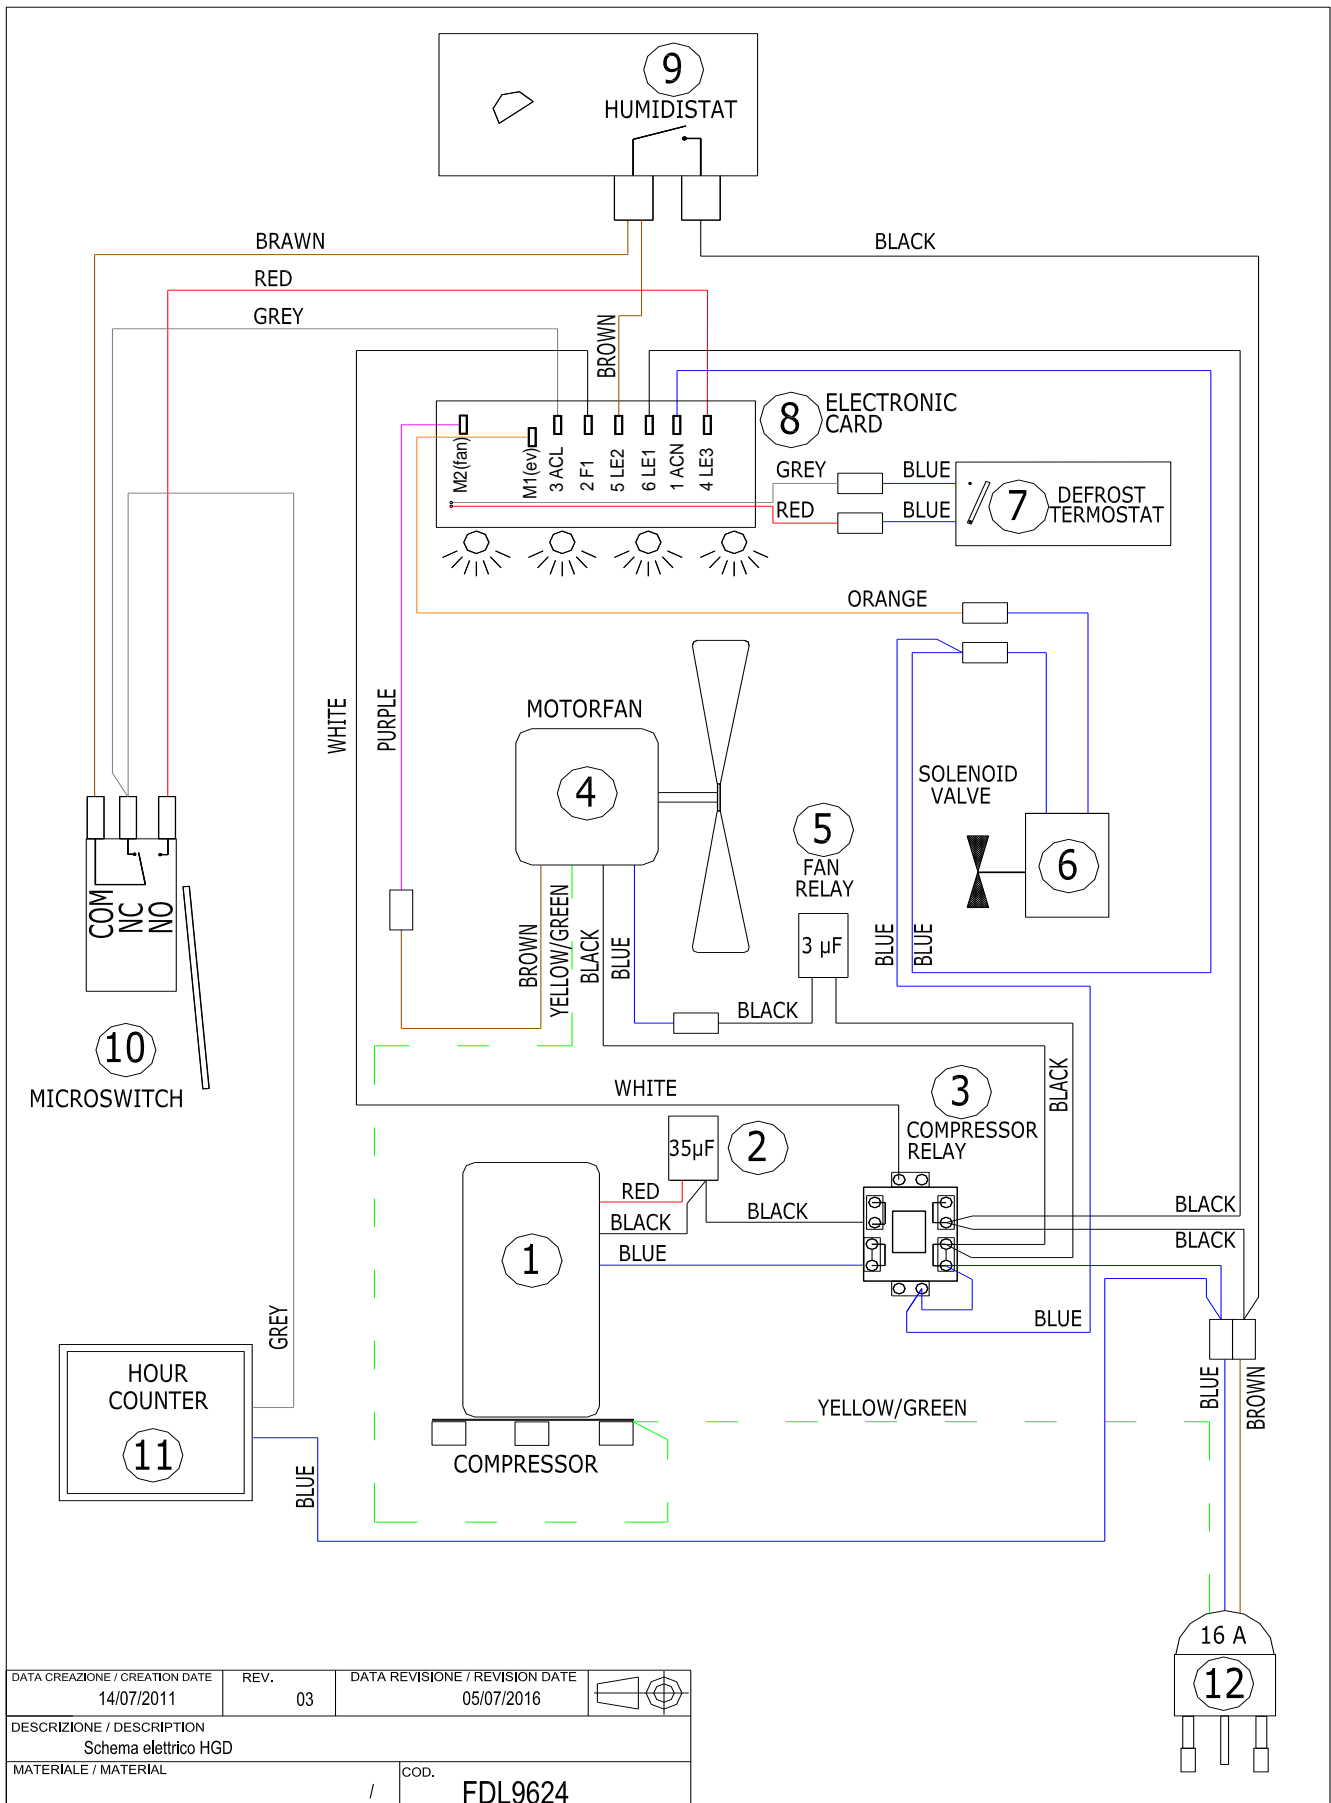 9
HUMIDISTAT
BRAWN
BLACK
RED
GREY
BROWN
8
ELECTRONIC
CARD
M2(fan)
M1(ev)
3 ACL
2 F1
5 LE2
6 LE1
1 ACN
4 LE3
GREY
BLUE
RED
BLUE
7
DEFROST
TERMOSTAT
ORANGE
WHITE
PURPLE
MOTORFAN
4
SOLENOID
VALVE
5
FAN
RELAY
6
3 µF
COM
NC
NO
BROWN
YELLOW/GREEN
BLACK
BLUE
BLUE
BLUE
BLACK
10
MICROSWITCH
WHITE
BLACK
3
COMPRESSOR
RELAY
35µF
2
RED
BLACK
BLACK
BLUE
1
BLACK
BLACK
BLUE
GREY
HOUR
COUNTER
11
BLUE
YELLOW/GREEN
BLUE
BROWN
COMPRESSOR
16 A
12
DATA CREAZIONE / CREATION DATE
14/07/2011
REV.
03
DATA REVISIONE / REVISION DATE
05/07/2016
DESCRIZIONE / DESCRIPTION
Schema elettrico HGD
MATERIALE / MATERIAL
/
COD.
FDL9624